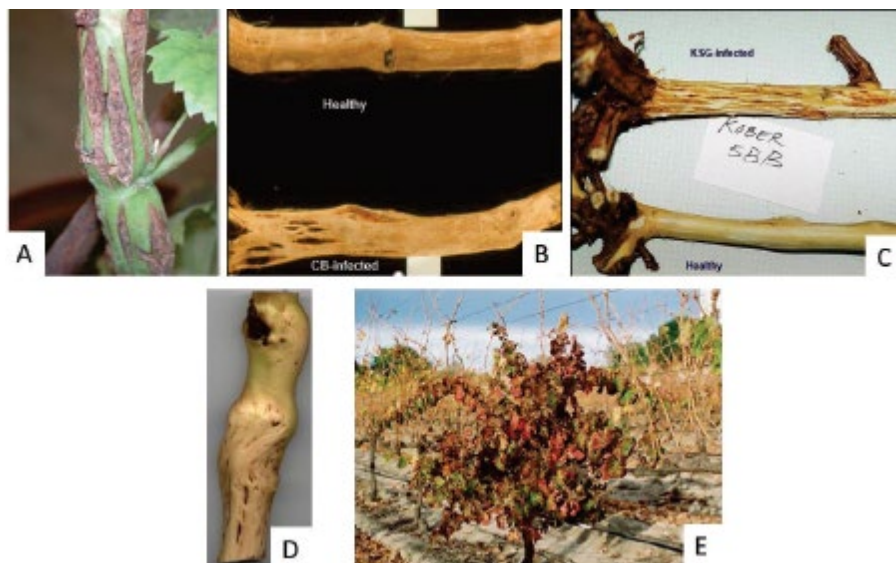 A
Healthy
CB-infected
B
KSG-infected
KOBER
5BB
Healthy
C
D
E